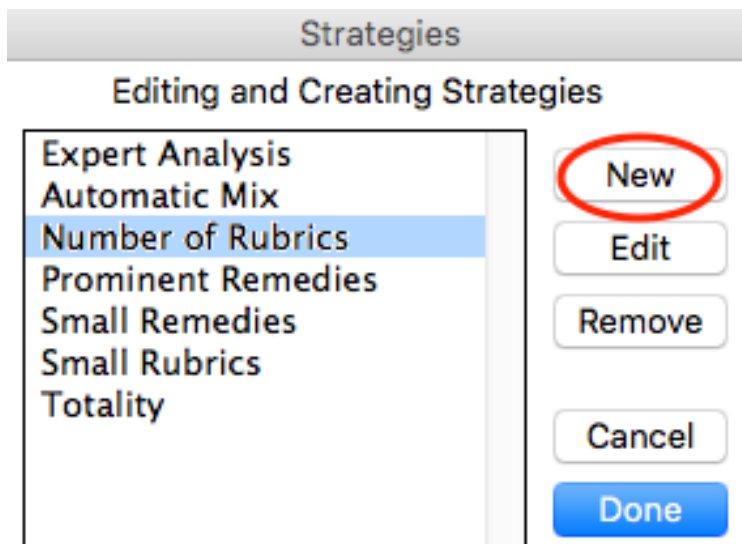 Strategies
Editing and Creating Strategies
Expert Analysis
Automatic Mix
Number of Rubrics
Prominent Remedies
Small Remedies
Small Rubrics
Totality
New
Edit
Remove
Cancel
Done